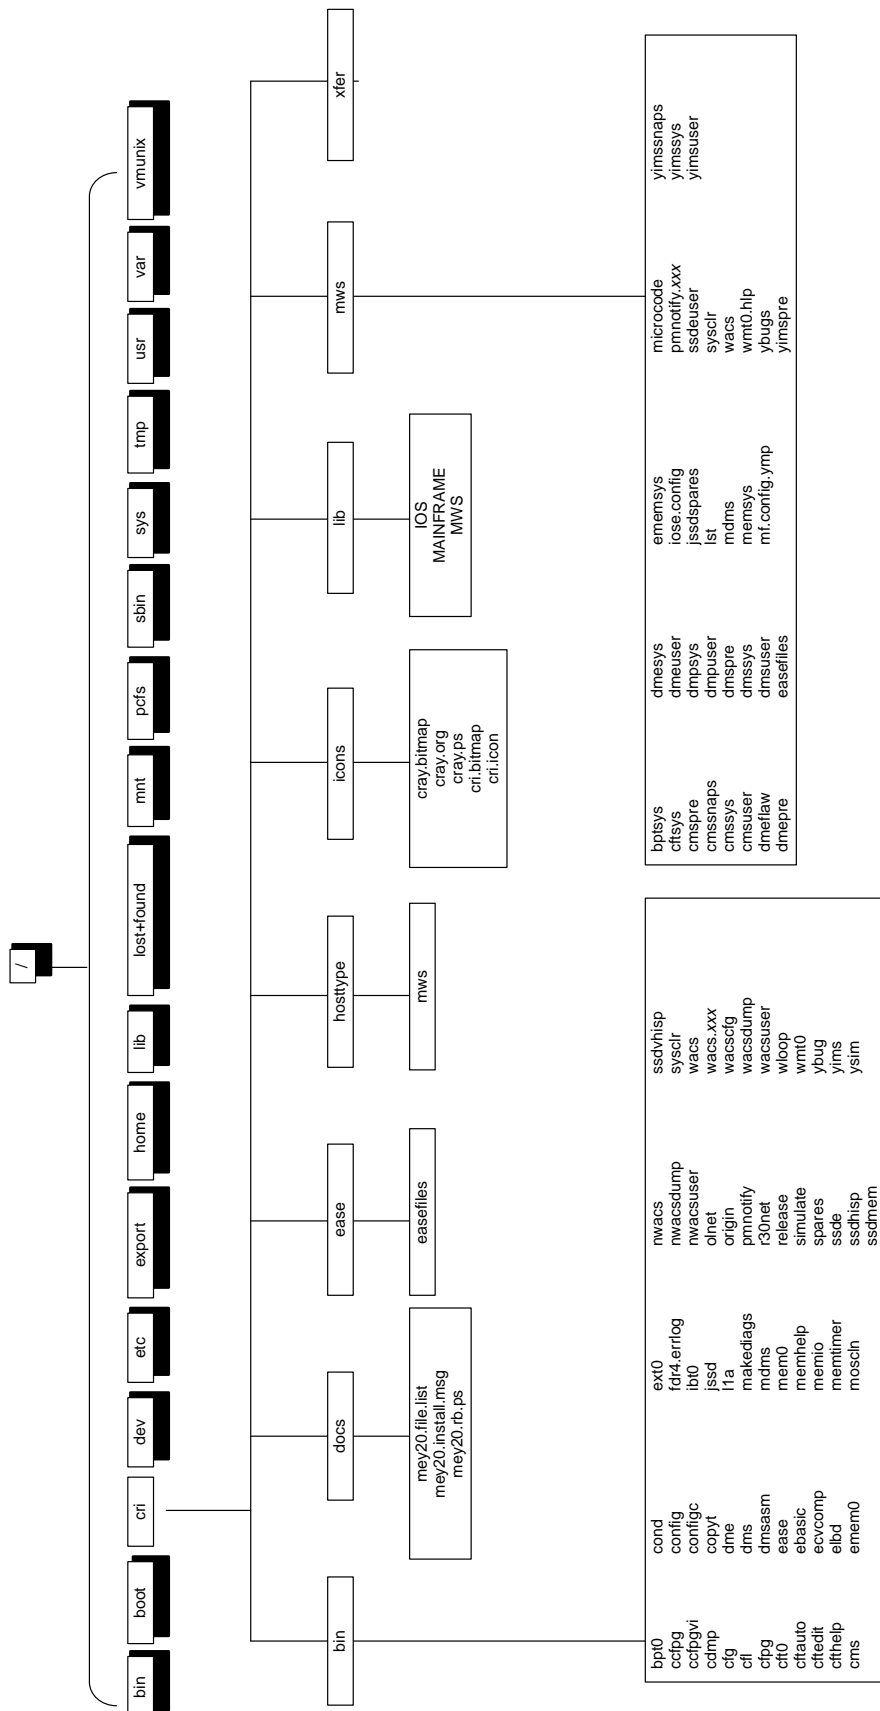 /
bin
boot
cri
dev
etc
export
home
lib
lost+found
mnt
pcfs
sbin
sys
tmp
usr
var
vmunix
bin
docs
ease
hosttype
icons
lib
mws
xfer
mey20.file.list
mey20.install.msg
mey20.rb.ps
easefiles
mws
cray.bitmap
cray.org
cray.ps
cri.bitmap
cri.icon
IOS
MAINFRAME
MWS
bpt0
ccfpg
ccfpgvi
cdmp
cfg
cfl
cfpg
cft0
cftauto
cftedit
cfthelp
cms
cond
config
configc
copyt
dme
dms
dmsasm
ease
ebasic
ecvcomp
elbd
emem0
ext0
fdr4.errlog
ibt0
jssd
l1a
makediags
mdms
mem0
memhelp
memio
memtimer
moscln
nwacs
nwacsdump
nwacsuser
olnet
origin
pmnotify
r30net
release
simulate
spares
ssde
ssdhisp
ssdmem
ssdvhisp
sysclr
wacs
wacs.xxx
wacscfg
wacsdump
wacsuser
wloop
wmt0
ybug
yims
ysim
bptsys
cftsys
cmspre
cmssnaps
cmssys
cmsuser
dmeflaw
dmepre
dmesys
dmeuser
dmpsys
dmpuser
dmspre
dmssys
dmsuser
easefiles
ememsys
iose.config
jssdspares
lst
mdms
memsys
mf.config.ymp
microcode
pmnotify.xxx
ssdeuser
sysclr
wacs
wmt0.hlp
ybugs
yimspre
yimssnaps
yimssys
yimsuser